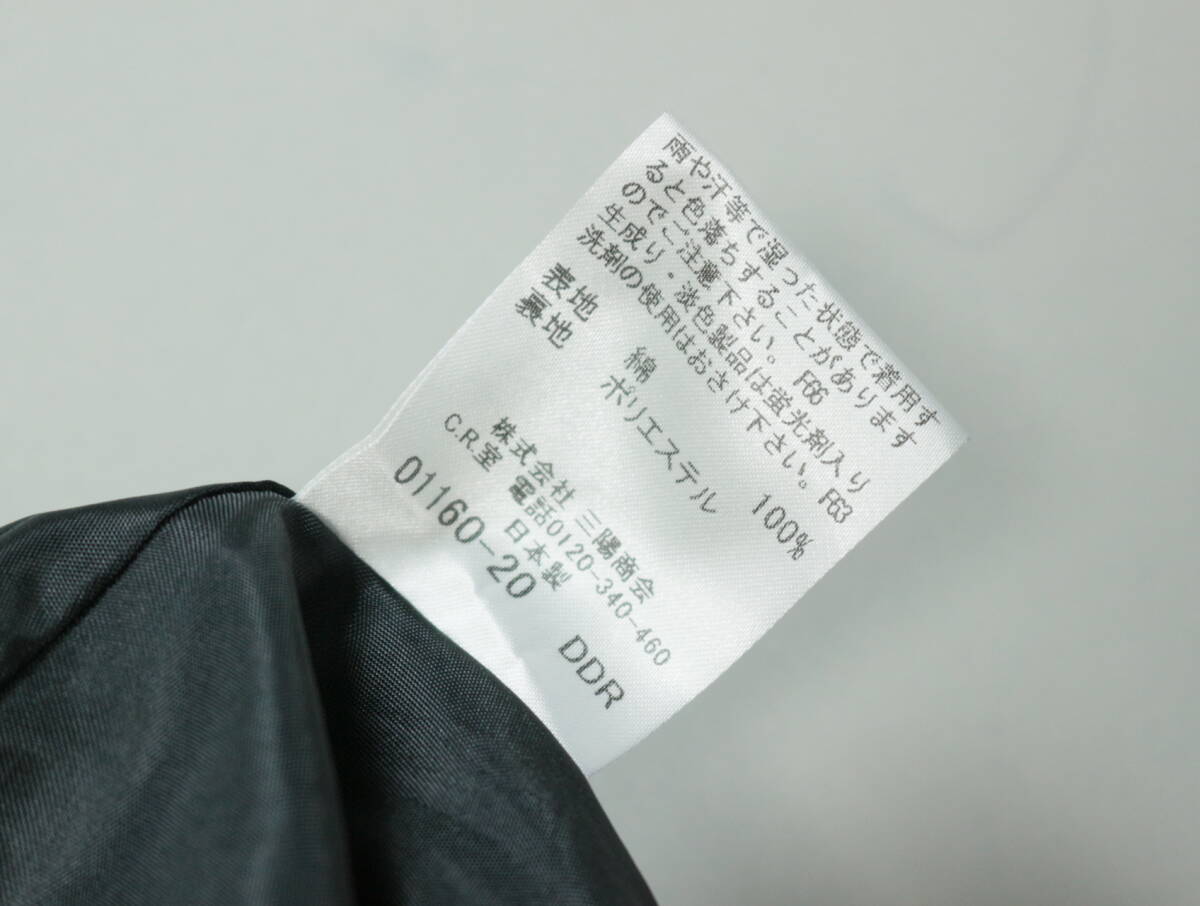 雨や汗等で湿った状態で着用す
ると色落ちすることがあります
のでご注意下さい。 F66
生成り・淡色製品は蛍光剤入り
洗剤の使用はおさけ下さい。 F63
表地 綿 100%
裏地 ポリエステル
株式会社 三陽商会
C.R.室 電話0120-340-460
日本製
01160-20 DDR